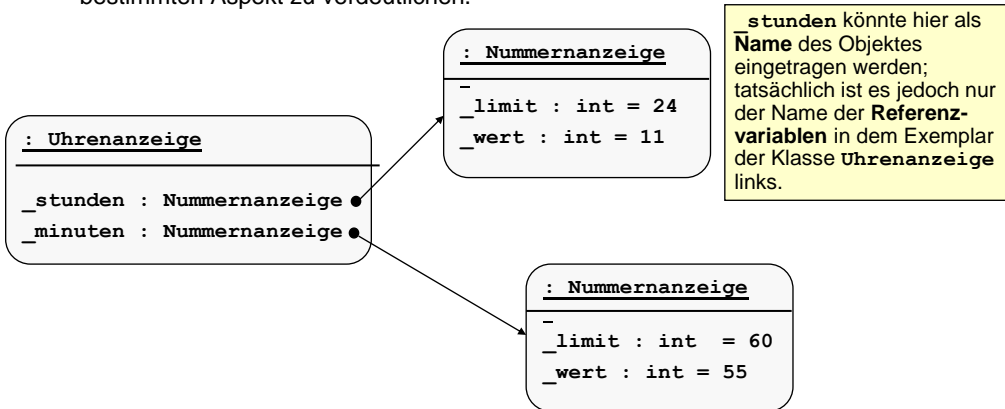 bestimmten Aspekt zu verdeutlichen.
: Uhrenanzeige
_stunden : Nummernanzeige
_minuten : Nummernanzeige
: Nummernanzeige
_limit : int = 24
_wert : int = 11
_stunden könnte hier als
Name des Objektes
eingetragen werden;
tatsächlich ist es jedoch nur
der Name der Referenz-
variablen in dem Exemplar
der Klasse Uhrenanzeige
links.
: Nummernanzeige
_limit : int  = 60
_wert : int = 55